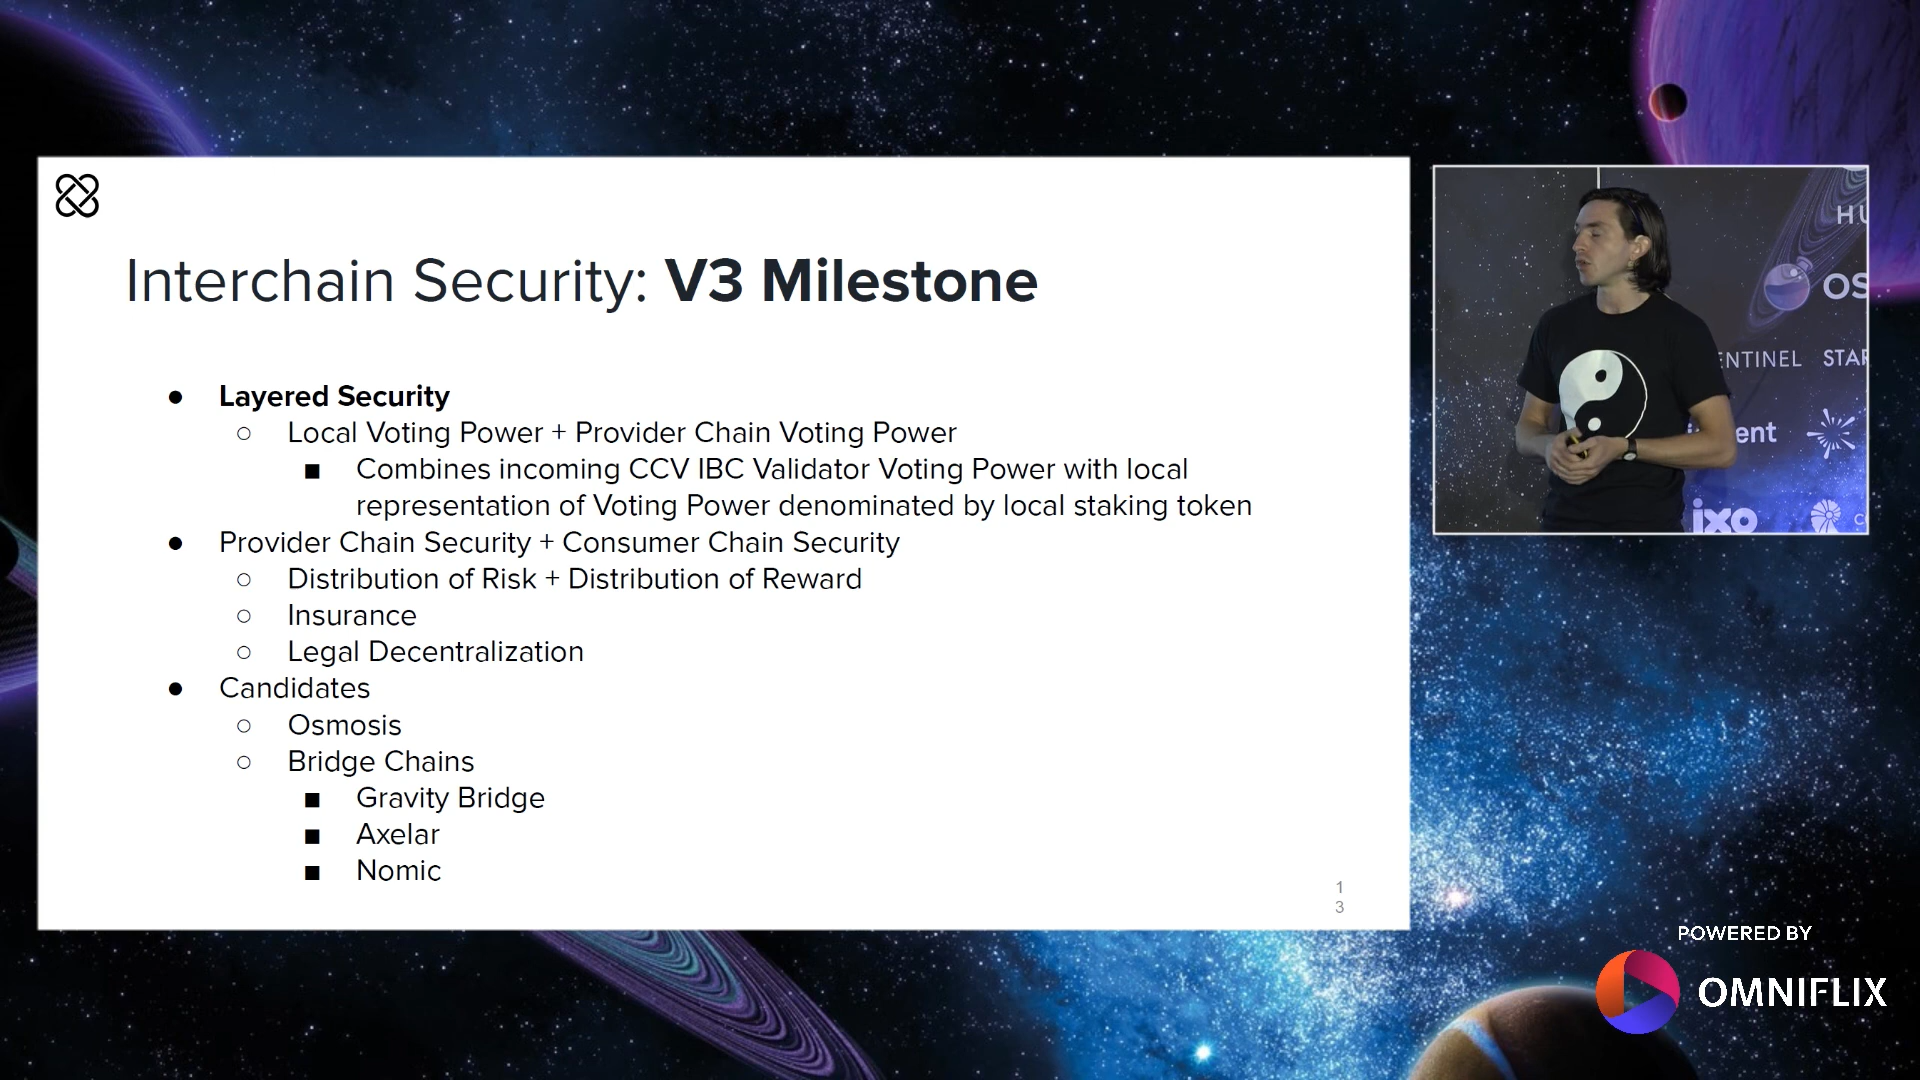 Interchain Security: V3 Milestone
● Layered Security
○ Local Voting Power + Provider Chain Voting Power
■ Combines incoming CCV IBC Validator Voting Power with local
representation of Voting Power denominated by local staking token
● Provider Chain Security + Consumer Chain Security
○ Distribution of Risk + Distribution of Reward
○ Insurance
○ Legal Decentralization
● Candidates
○ Osmosis
○ Bridge Chains
■ Gravity Bridge
■ Axelar
■ Nomic
1
3
HU
OS
ENTINEL STAR
ent
ixo
C
POWERED BY
OMNIFLIX